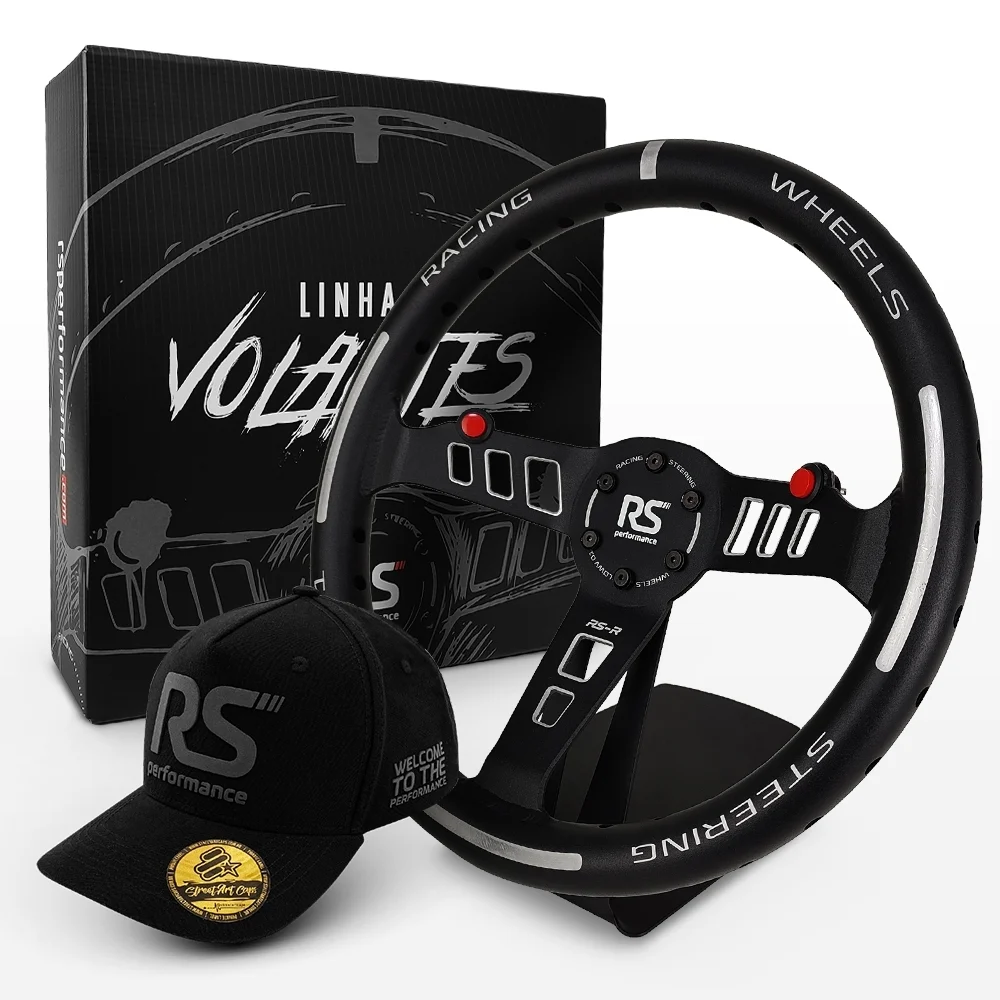 rsperformance.com
LINHA
VOLANTES
RACING
WHEELS
STEERING
RACING
STEERING
WHEELS
RS
performance
RS-R
S
ance
RS
performance
WELCOME
TO THE
PERFORMANCE
Street Art Caps